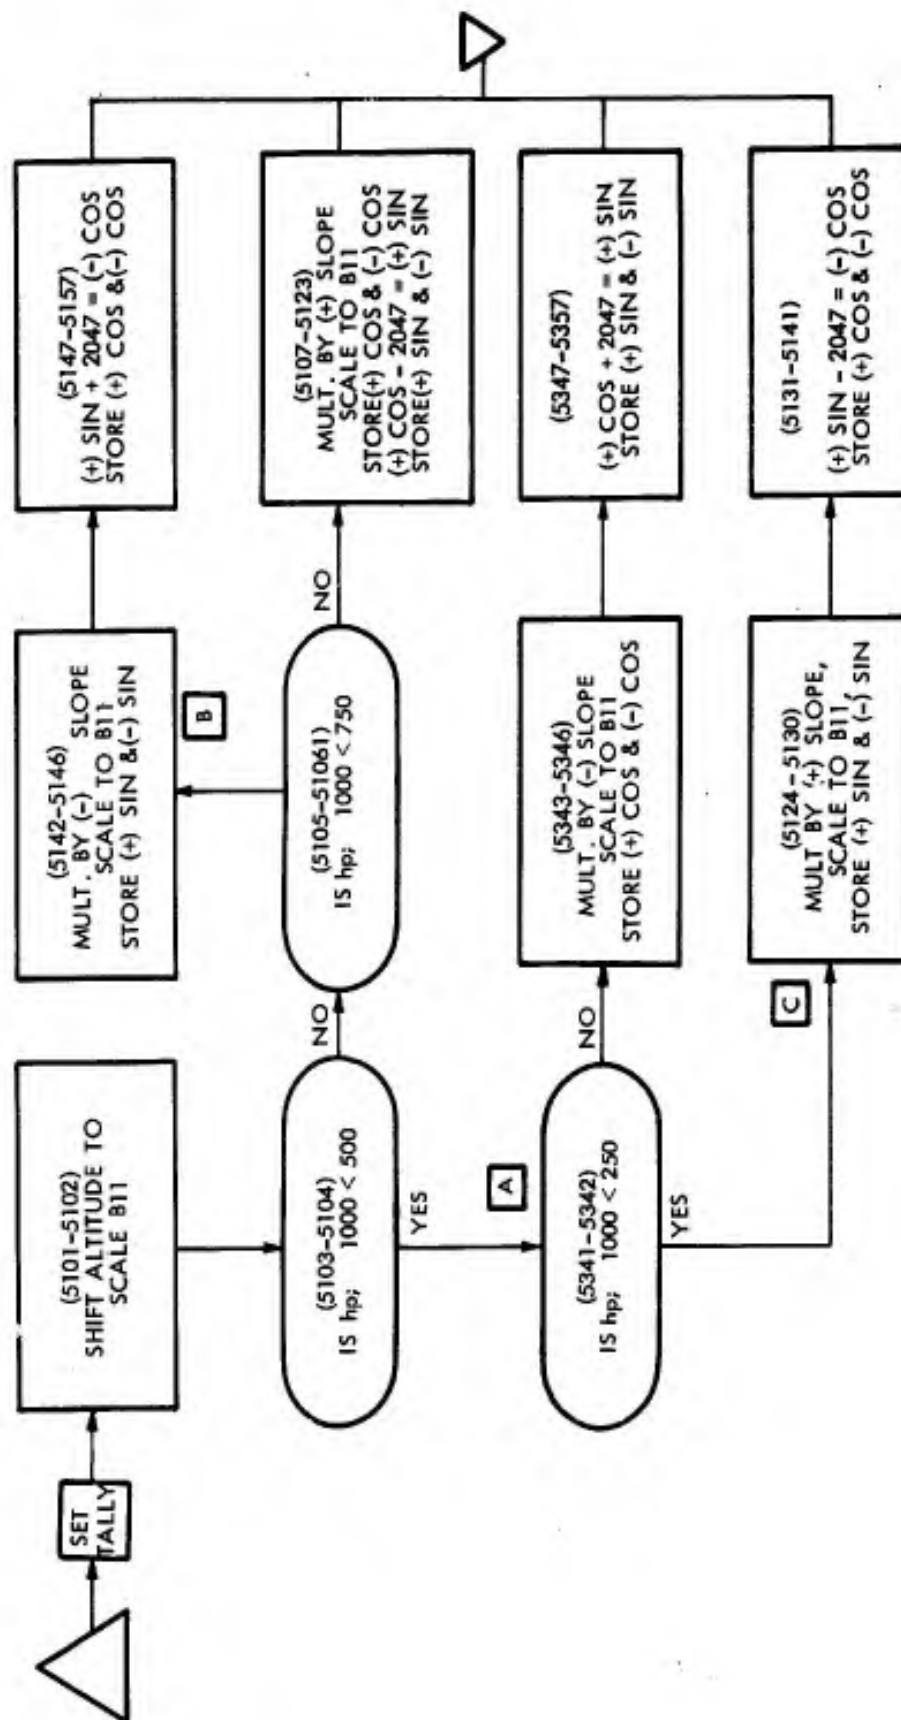 SET
TALLY
(5101-5102)
SHIFT ALTITUDE TO
SCALE B11
(5103-5104)
IS hp; 1000 < 500
NO
YES
(5105-51061)
IS hp; 1000 < 750
NO
B
(5142-5146)
MULT. BY (-) SLOPE
SCALE TO B11
STORE (+) SIN &(-) SIN
(5147-5157)
(+) SIN + 2047 = (-) COS
STORE (+) COS &(-) COS
(5107-5123)
MULT. BY (+) SLOPE
SCALE TO B11
STORE(+) COS & (-) COS
(+) COS - 2047 = (+) SIN
STORE(+) SIN & (-) SIN
A
(5341-5342)
IS hp; 1000 < 250
NO
YES
(5343-5346)
MULT. BY (-) SLOPE
SCALE TO B11
STORE (+) COS & (-) COS
(5347-5357)
(+) COS + 2047 = (+) SIN
STORE (+) SIN & (-) SIN
C
(5124-5130)
MULT BY (+) SLOPE,
SCALE TO B11,
STORE (+) SIN & (-) SIN
(5131-5141)
(+) SIN - 2047 = (-) COS
STORE (+) COS & (-) COS